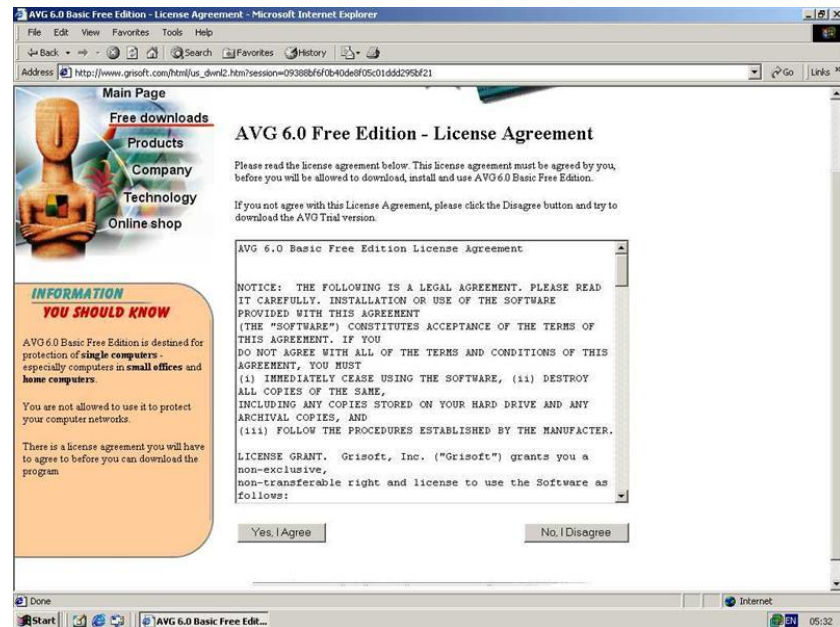 AVG 6.0 Basic Free Edition - License Agreement - Microsoft Internet Explorer
File Edit View Favorites Tools Help
Back Search Favorites History
Address http://www.grisoft.com/html/us_dwnl2.htm?session=09388bf6f0b40de8f05c01ddd295bf21 Go Links »
Main Page
Free downloads
Products
Company
Technology
Online shop
INFORMATION
YOU SHOULD KNOW
AVG 6.0 Basic Free Edition is destined for
protection of single computers -
especially computers in small offices and
home computers.
You are not allowed to use it to protect
your computer networks.
There is a license agreement you will have
to agree to before you can download the
program
AVG 6.0 Free Edition - License Agreement
Please read the license agreement below. This license agreement must be agreed by you,
before you will be allowed to download, install and use AVG 6.0 Basic Free Edition.
If you not agree with this License Agreement, please click the Disagree button and try to
download the AVG Trial version.
AVG 6.0 Basic Free Edition License Agreement
NOTICE: THE FOLLOWING IS A LEGAL AGREEMENT. PLEASE READ
IT CAREFULLY. INSTALLATION OR USE OF THE SOFTWARE
PROVIDED WITH THIS AGREEMENT
(THE "SOFTWARE") CONSTITUTES ACCEPTANCE OF THE TERMS OF
THIS AGREEMENT. IF YOU
DO NOT AGREE WITH ALL OF THE TERMS AND CONDITIONS OF THIS
AGREEMENT, YOU MUST
(i) IMMEDIATELY CEASE USING THE SOFTWARE, (ii) DESTROY
ALL COPIES OF THE SAME,
INCLUDING ANY COPIES STORED ON YOUR HARD DRIVE AND ANY
ARCHIVAL COPIES, AND
(iii) FOLLOW THE PROCEDURES ESTABLISHED BY THE MANUFACTER.
LICENSE GRANT. Grisoft, Inc. ("Grisoft") grants you a
non-exclusive,
non-transferable right and license to use the Software as
follows:
Yes, I Agree
No, I Disagree
Done
Internet
Start AVG 6.0 Basic Free Edit... EN 05:32